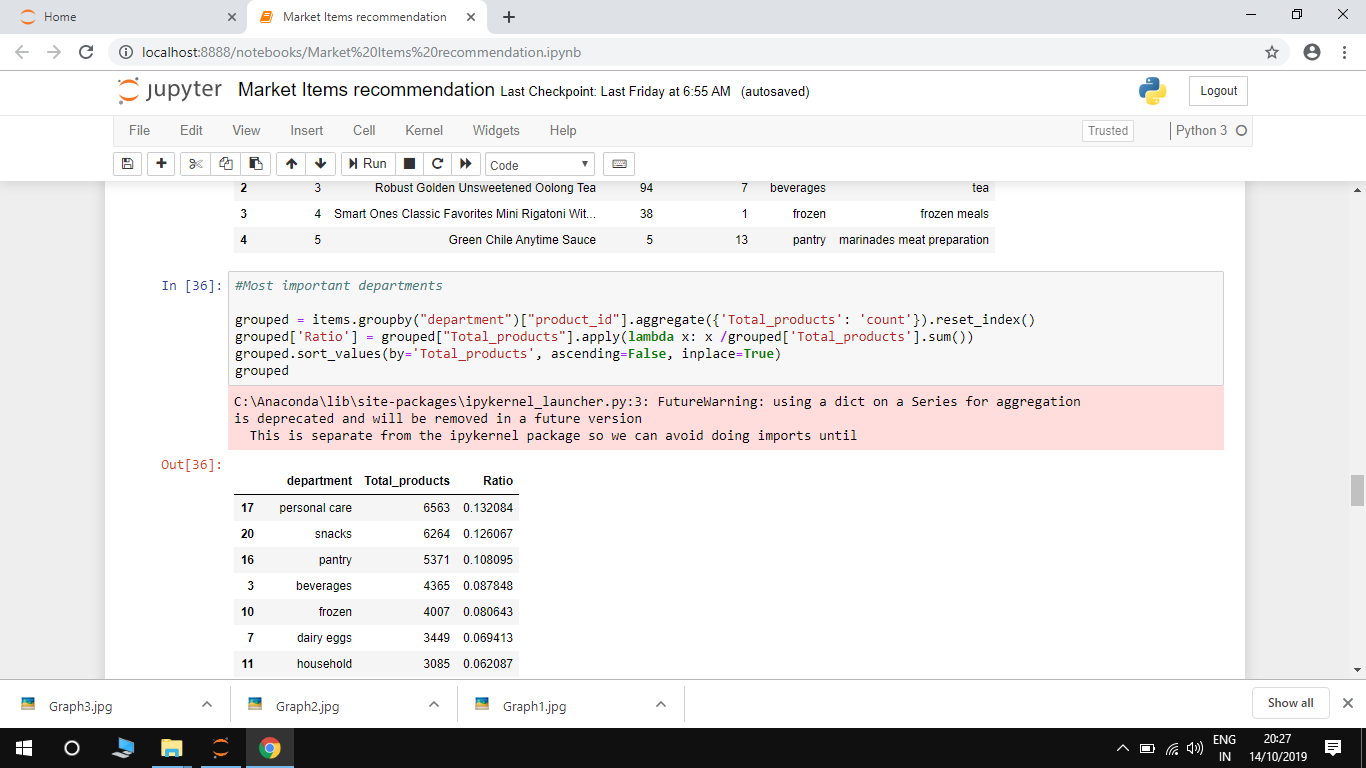 Home
Market Items recommendation
localhost:8888/notebooks/Market%20Items%20recommendation.ipynb
jupyter Market Items recommendation Last Checkpoint: Last Friday at 6:55 AM (autosaved)
Logout
File Edit View Insert Cell Kernel Widgets Help
Trusted
Python 3
Run
Code
2 3 Robust Golden Unsweetened Oolong Tea 94 7 beverages tea
3 4 Smart Ones Classic Favorites Mini Rigatoni Wit... 38 1 frozen frozen meals
4 5 Green Chile Anytime Sauce 5 13 pantry marinades meat preparation
In [36]: #Most important departments
grouped = items.groupby("department")["product_id"].aggregate({'Total_products': 'count'}).reset_index()
grouped['Ratio'] = grouped["Total_products"].apply(lambda x: x /grouped['Total_products'].sum())
grouped.sort_values(by='Total_products', ascending=False, inplace=True)
grouped
C:\Anaconda\lib\site-packages\ipykernel_launcher.py:3: FutureWarning: using a dict on a Series for aggregation
is deprecated and will be removed in a future version
This is separate from the ipykernel package so we can avoid doing imports until
Out[36]:
department Total_products Ratio
17 personal care 6563 0.132084
20 snacks 6264 0.126067
16 pantry 5371 0.108095
3 beverages 4365 0.087848
10 frozen 4007 0.080643
7 dairy eggs 3449 0.069413
11 household 3085 0.062087
Graph3.jpg
Graph2.jpg
Graph1.jpg
Show all
ENG
IN
20:27
14/10/2019